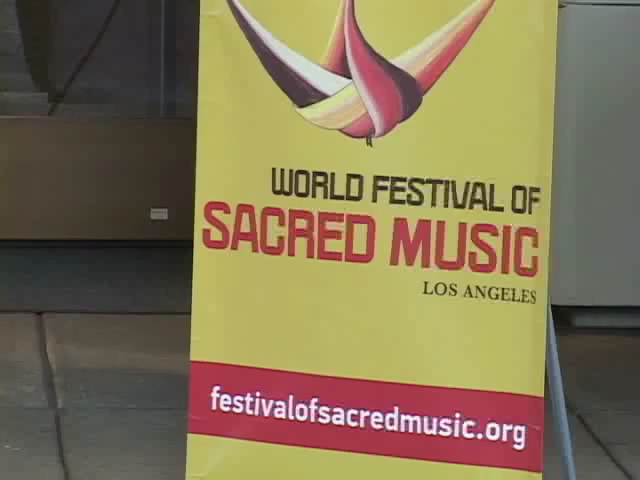 WORLD FESTIVAL OF
SACRED MUSIC
LOS ANGELES
festivalofsacredmusic.org